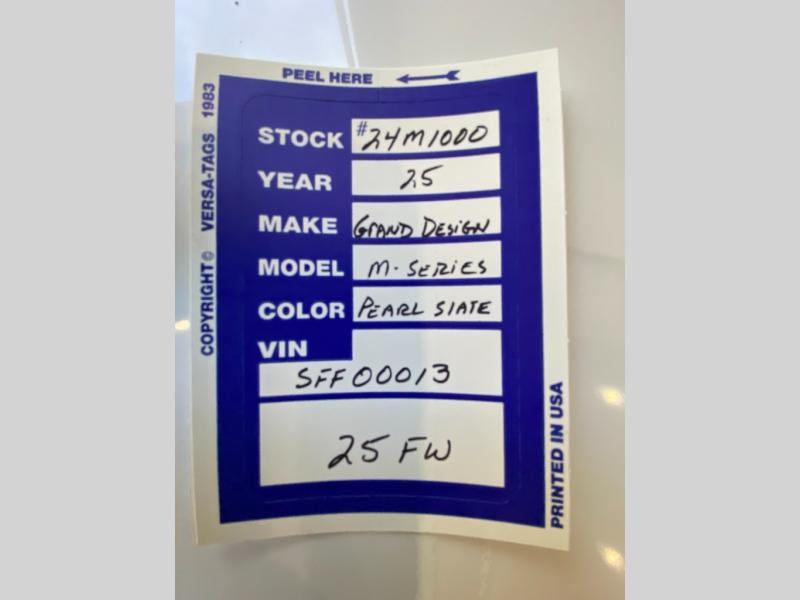 PEEL HERE
COPYRIGHT © VERSA-TAGS 1983
STOCK #24M1000
YEAR 25
MAKE GRAND DESIGN
MODEL M-SERIES
COLOR PEARL SLATE
VIN
SFF00013
25 FW
PRINTED IN USA